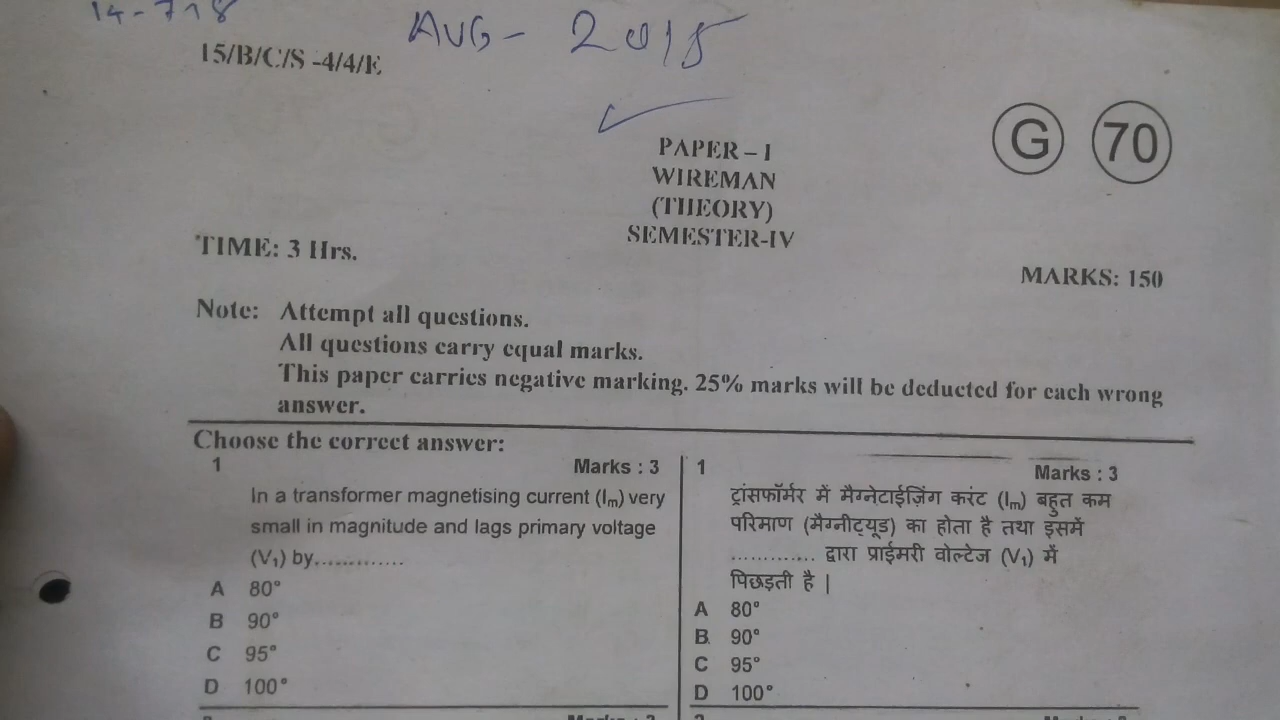 14-718
AUG- 2015
15/B/C/S -4/4/E
G 70
PAPER – I
WIREMAN
(THEORY)
SEMESTER-IV
TIME: 3 Hrs.
MARKS: 150
Note: Attempt all questions.
All questions carry equal marks.
This paper carries negative marking. 25% marks will be deducted for each wrong
answer.
Choose the correct answer:
1 Marks : 3
In a transformer magnetising current (Im) very
small in magnitude and lags primary voltage
(V₁) by..............
A 80°
B 90°
C 95°
D 100°
1 Marks : 3
ट्रांसफॉर्मर में मैग्नेटाईज़िंग करंट (Im) बहुत कम
परिमाण (मैग्नीट्यूड) का होता है तथा इसमें
............. द्वारा प्राईमरी वोल्टेज (V₁) में
पिछड़ती है |
A 80°
B 90°
C 95°
D 100°